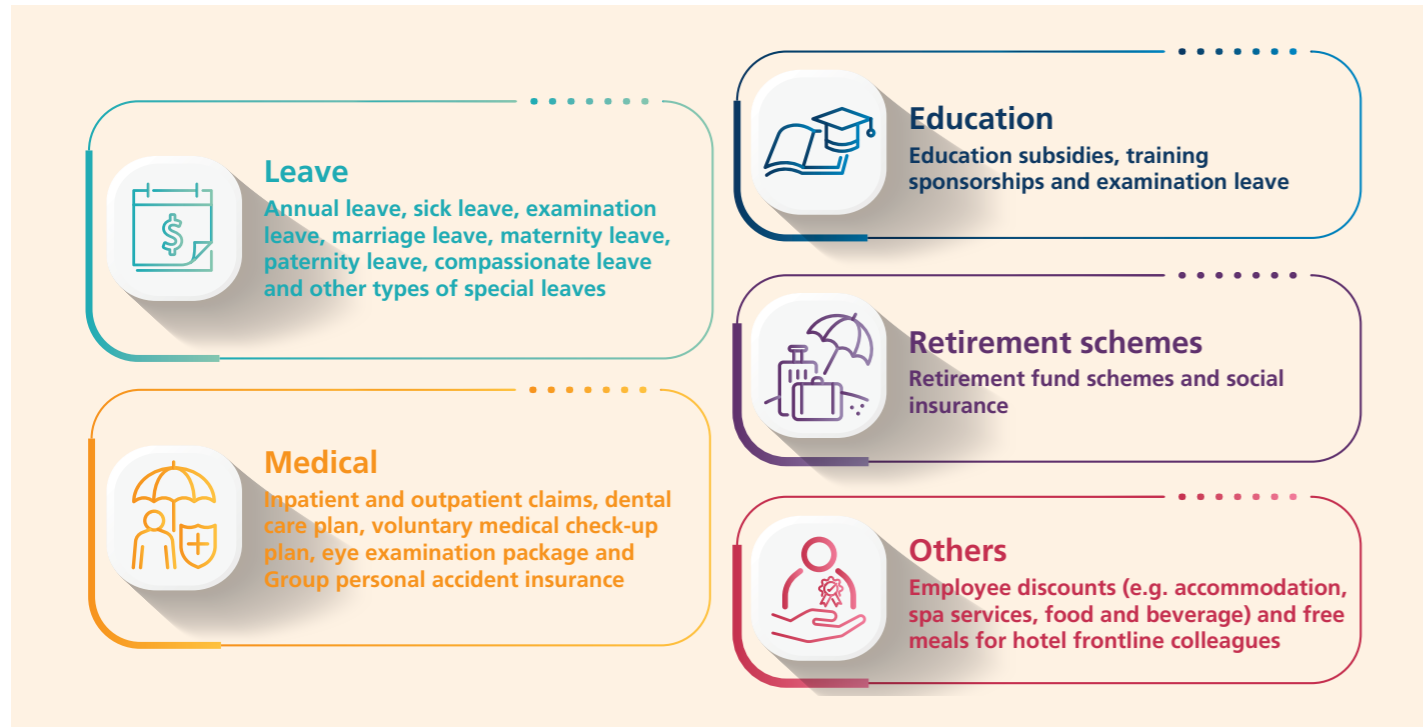 Leave
Annual leave, sick leave, examination
leave, marriage leave, maternity leave,
paternity leave, compassionate leave
and other types of special leaves
Medical
Inpatient and outpatient claims, dental
care plan, voluntary medical check-up
plan, eye examination package and
Group personal accident insurance
Education
Education subsidies, training
sponsorships and examination leave
Retirement schemes
Retirement fund schemes and social
insurance
Others
Employee discounts (e.g. accommodation,
spa services, food and beverage) and free
meals for hotel frontline colleagues